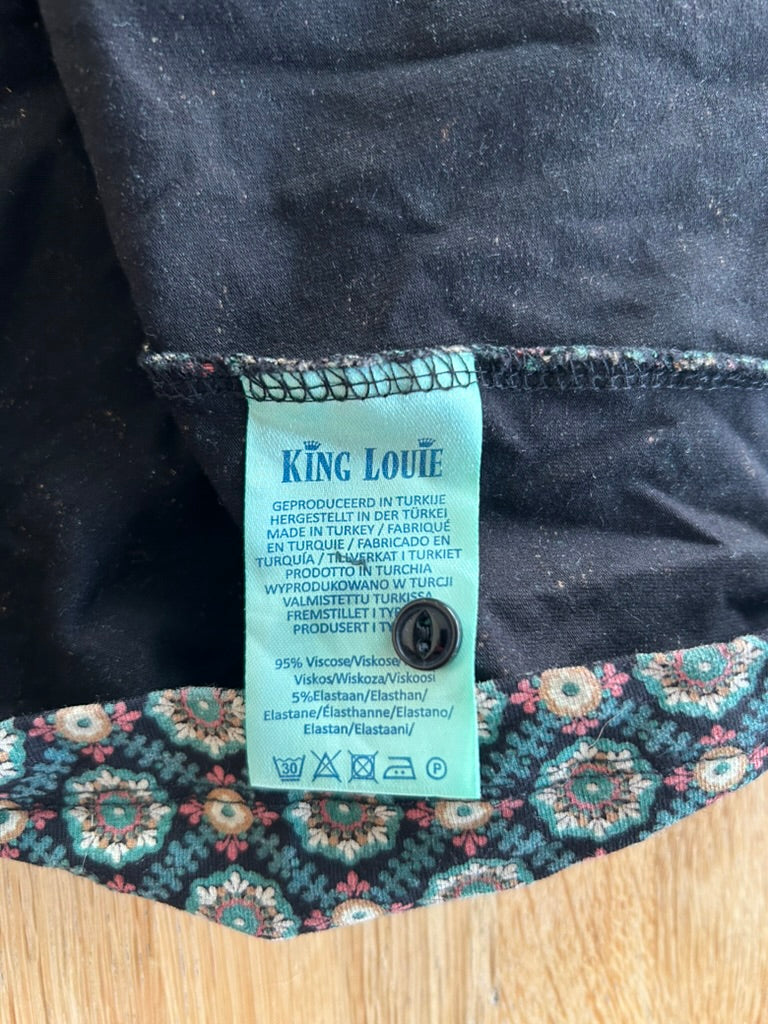 KING LOUIE
GEPRODUCEERD IN TURKIJE
HERGESTELLT IN DER TÜRKEI
MADE IN TURKEY / FABRIQUÉ
EN TURQUIE / FABRICADO EN
TURQUÍA / TILLVERKAT I TURKIET
PRODOTTO IN TURCHIA
WYPRODUKOWANO W TURCJI
VALMISTETTU TURKISSA
FREMSTILLET I
PRODUSERT I
95% Viscose/Viskose/
Viskos/Wiskoza/Viskoosi
5%Elastaan/Elasthan/
Elastane/Élasthanne/Elastano/
Elastan/Elastaani/
30 P